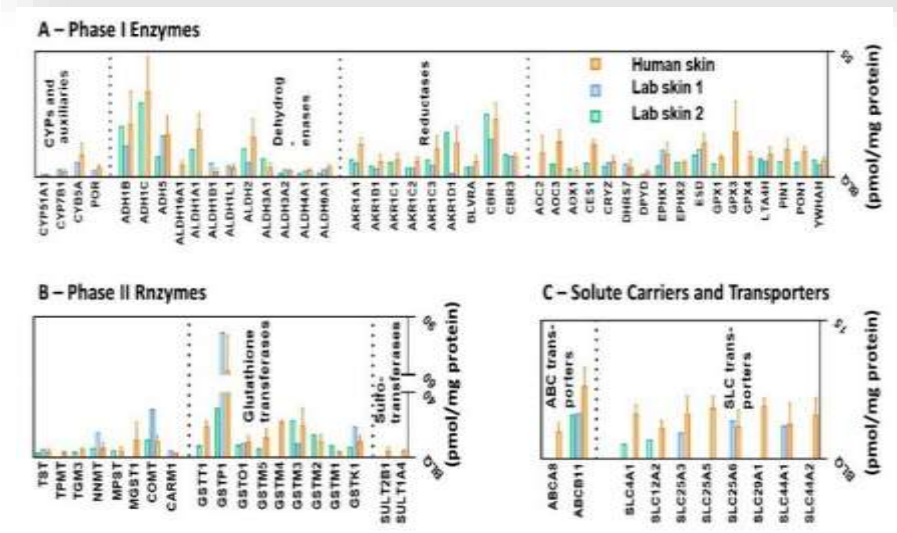 A – Phase I Enzymes
CYPs and
auxiliaries
Dehydrog
- enases
Reductases
Human skin
Lab skin 1
Lab skin 2
55
BLQ
(pmol/mg protein)
CYP51A1
CYP7B1
CYB5A
POR
ADH1B
ADH1C
ADH5
ALDH16A1
ALDH1A1
ALDH1B1
ALDH1L1
ALDH2
ALDH3A1
ALDH3A2
ALDH4A1
ALDH6A1
AKR1A1
AKR1B1
AKR1C1
AKR1C2
AKR1C3
AKR1D1
BLVRA
CBR1
CBR3
AOC2
AOC3
AOX1
CES1
CRYZ
DHRS7
DPYD
EPHX1
EPHX2
ESD
GPX1
GPX3
GPX4
LTA4H
PIN1
PON1
YWHAH
B – Phase II Rnzymes
Glutathione
transferases
Sulfo-
transferases
90
60
40
BLQ
(pmol/mg protein)
TST
TPMT
TGM3
NNMT
MPST
MGST1
COMT
CARM1
GSTT1
GSTP1
GSTO1
GSTM5
GSTM4
GSTM3
GSTM2
GSTM1
GSTK1
SULT2B1
SULT1A4
C – Solute Carriers and Transporters
ABC trans-
porters
SLC trans-
porters
15
BLQ
(pmol/mg protein)
ABCA8
ABCB11
SLC4A1
SLC12A2
SLC25A3
SLC25A5
SLC25A6
SLC29A1
SLC44A1
SLC44A2